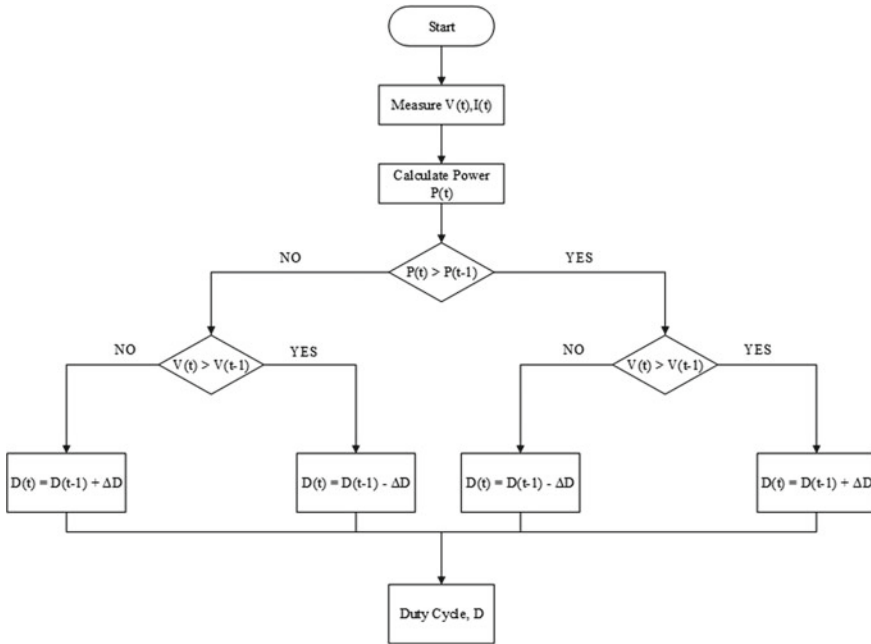 Start
Measure V(t),I(t)
Calculate Power
P(t)
NO
P(t) > P(t-1)
YES
NO
V(t) > V(t-1)
YES
NO
V(t) > V(t-1)
YES
D(t) = D(t-1) + ΔD
D(t) = D(t-1) - ΔD
D(t) = D(t-1) - ΔD
D(t) = D(t-1) + ΔD
Duty Cycle, D